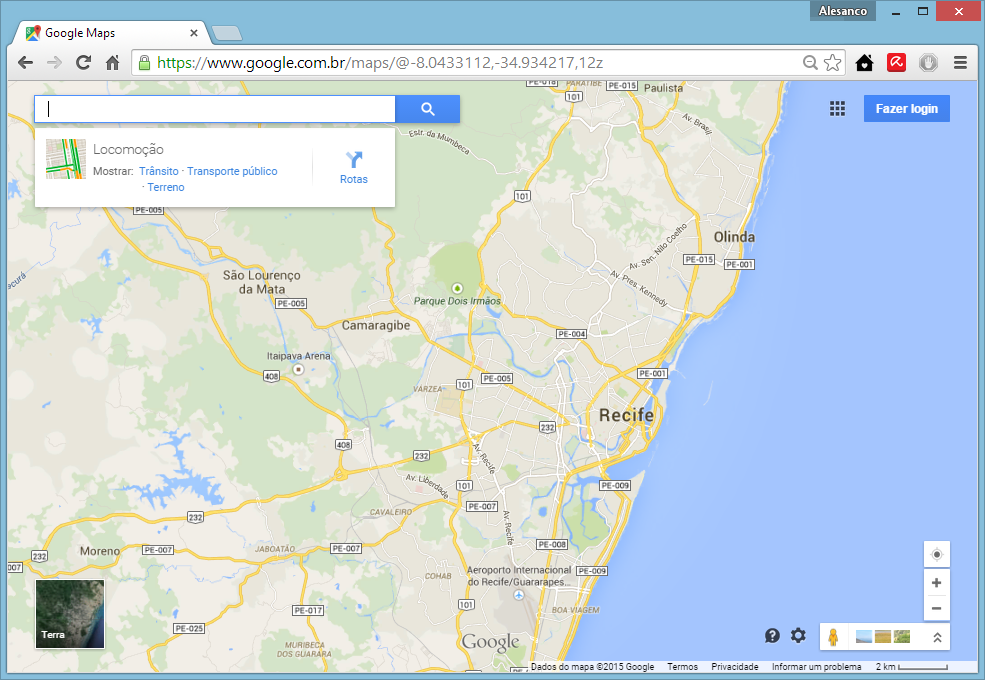 Alesanco
Google Maps
https://www.google.com.br/maps/@-8.0433112,-34.934217,12z
Fazer login
Locomoção
Mostrar: Trânsito · Transporte público
· Terreno
Rotas
PE-018
PARATIBE
PE-015
Paulista
101
Av. Brasil
Estr. da Mumbeca
101
PE-005
Olinda
Av. Sen. Nilo Coelho
PE-015
PE-001
São Lourenço
da Mata
Av. Pres. Kennedy
PE-005
Parque Dois Irmãos
Camaragibe
PE-004
Itaipava Arena
408
PE-005
PE-001
101
VARZEA
Recife
232
408
232
Av. Recife
Av. Liberdade
101
PE-009
PE-007
CAVALEIRO
232
Av. Recife
Moreno
PE-007
JABOATÃO
PE-007
PE-008
232
007
COHAB
Aeroporto Internacional
do Recife/Guararapes...
PE-009
101
BOA VIAGEM
PE-017
PE-025
Terra
MURIBECA
DOS GUARARA
Google
PE-009
Dados do mapa ©2015 Google
Termos
Privacidade
Informar um problema
2 km